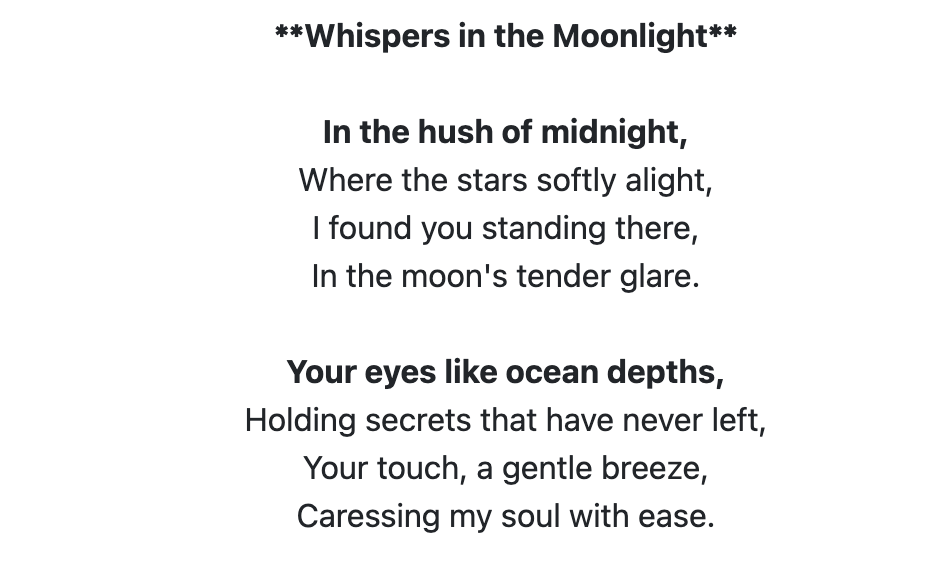 **Whispers in the Moonlight**
In the hush of midnight,
Where the stars softly alight,
I found you standing there,
In the moon's tender glare.
Your eyes like ocean depths,
Holding secrets that have never left,
Your touch, a gentle breeze,
Caressing my soul with ease.